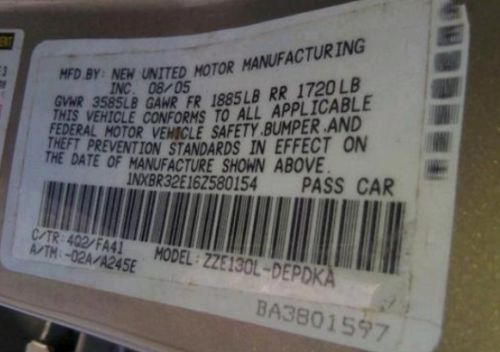 MFD.BY: NEW UNITED MOTOR MANUFACTURING
INC. 08/05
GVWR 3585LB GAWR FR 1885LB RR 1720LB
THIS VEHICLE CONFORMS TO ALL APPLICABLE
FEDERAL MOTOR VEHICLE SAFETY,BUMPER,AND
THEFT PREVENTION STANDARDS IN EFFECT ON
THE DATE OF MANUFACTURE SHOWN ABOVE.
1NXBR32E16Z580154 PASS CAR
C/TR: 4Q2/FA41
A/TM: -02A/A245E
MODEL: ZZE130L-DEPDKA
BA3801597